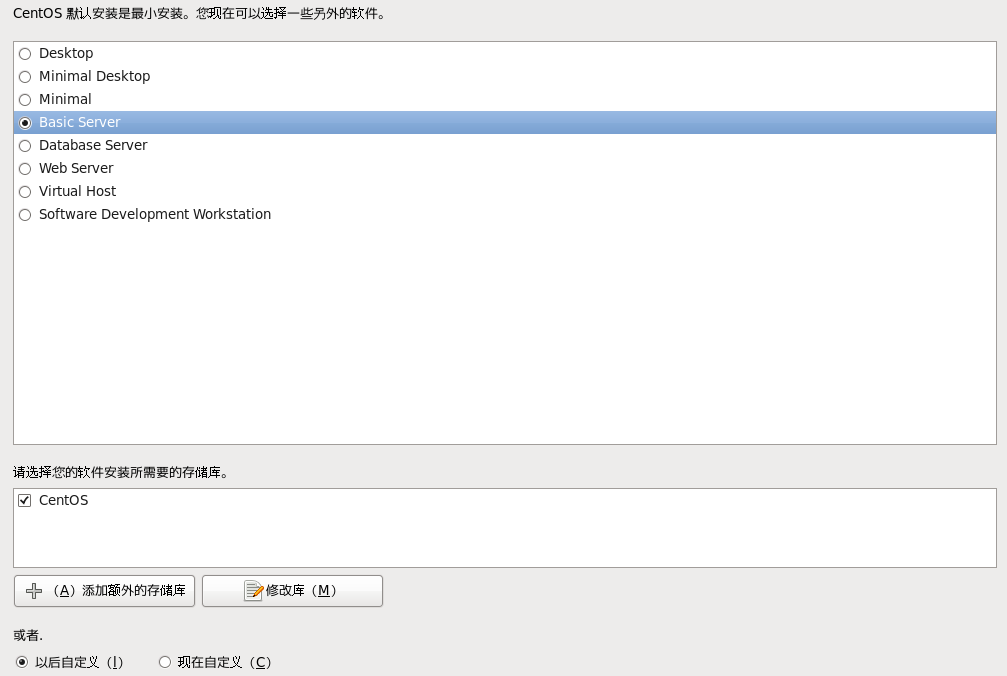 CentOS 默认安装是最小安装。您现在可以选择一些另外的软件。
Desktop
Minimal Desktop
Minimal
Basic Server
Database Server
Web Server
Virtual Host
Software Development Workstation
请选择您的软件安装所需要的存储库。
CentOS
（A）添加额外的存储库 修改库（M）
或者.
以后自定义（I） 现在自定义（C）